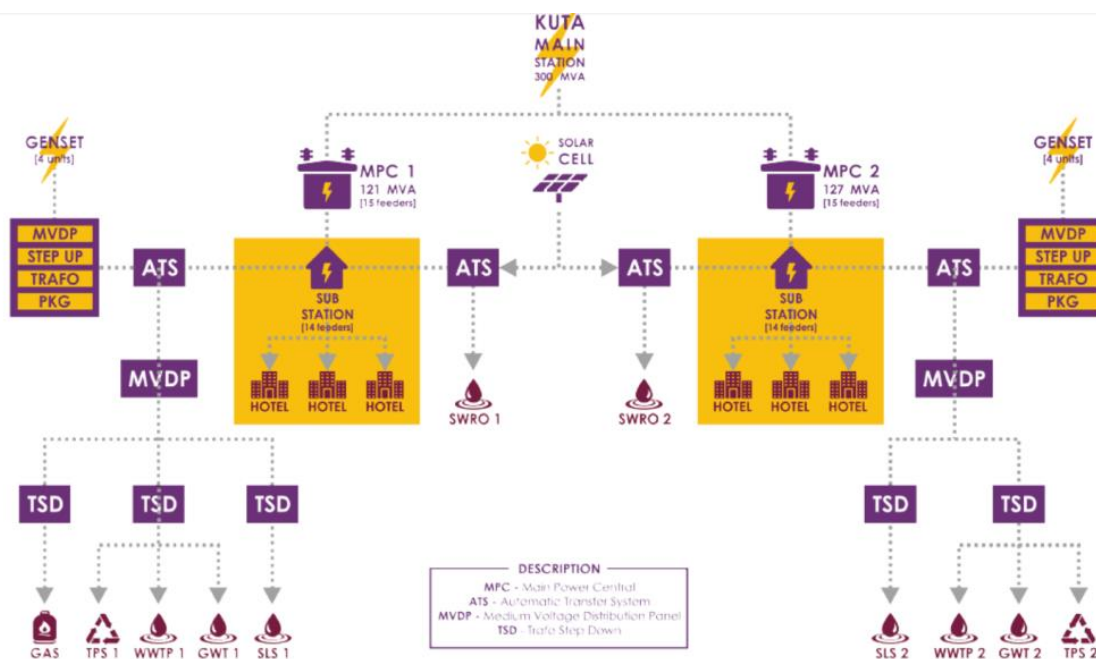 KUTA
MAIN
STATION
300 MVA
GENSET
[4 units]
MPC 1
121 MVA
[15 feeders]
SOLAR
CELL
MPC 2
127 MVA
[15 feeders]
GENSET
[4 units]
MVDP
STEP UP
TRAFO
PKG
ATS
SUB
STATION
[14 feeders]
HOTEL
HOTEL
HOTEL
ATS
ATS
SUB
STATION
[14 feeders]
HOTEL
HOTEL
HOTEL
ATS
MVDP
STEP UP
TRAFO
PKG
MVDP
SWRO 1
SWRO 2
MVDP
TSD
TSD
TSD
TSD
TSD
GAS
TPS 1
WWTP 1
GWT 1
SLS 1
DESCRIPTION
MPC - Main Power Central
ATS - Automatic Transfer System
MVDP - Medium Voltage Distribution Panel
TSD - Trafo Step Down
SLS 2
WWTP 2
GWT 2
TPS 2